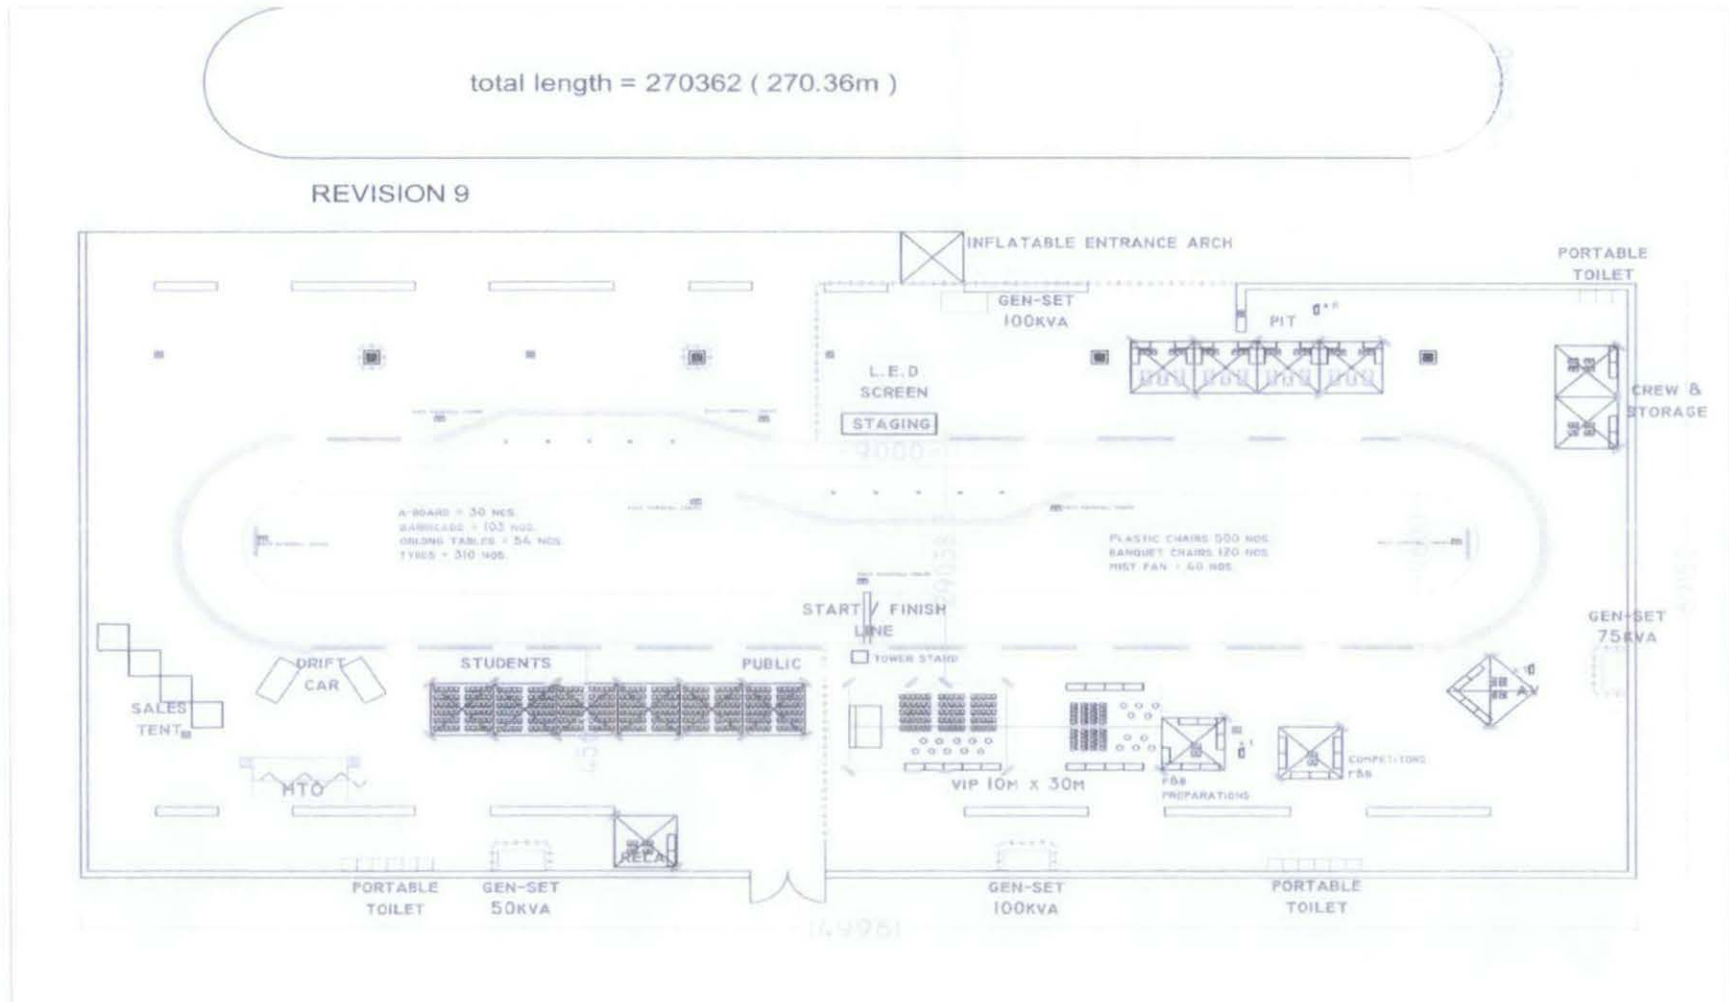 total length = 270362 ( 270.36m )
REVISION 9
INFLATABLE ENTRANCE ARCH
PORTABLE
TOILET
GEN-SET
100KVA
PIT
L.E.D
SCREEN
STAGING
CREW &
STORAGE
9000
A-BOARD = 30 NOS.
BARRICADE = 103 NOS.
OBLONG TABLES = 54 NOS.
TYRES = 310 NOS.
PLASTIC CHAIRS 500 NOS
BANQUET CHAIRS 120 NOS
MIST FAN = 40 NOS.
START / FINISH
LINE
TOWER STAND
GEN-SET
75KVA
DRIFT
CAR
STUDENTS
PUBLIC
SALES
TENT
A.V
MTO
VIP 10M X 30M
F&B
PREPARATIONS
COMPETITORS
F&B
RELA
PORTABLE
TOILET
GEN-SET
50KVA
GEN-SET
100KVA
PORTABLE
TOILET